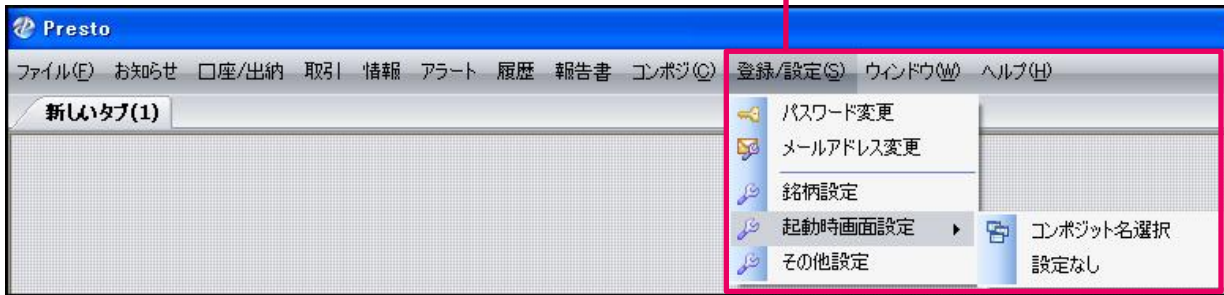 Presto
ファイル(F) お知らせ 口座/出納 取引 情報 アラート 履歴 報告書 コンポジ(C) 登録/設定(S) ウィンドウ(W) ヘルプ(H)
新しいタブ(1)
パスワード変更
メールアドレス変更
銘柄設定
起動時画面設定
コンポジット名選択
その他設定
設定なし